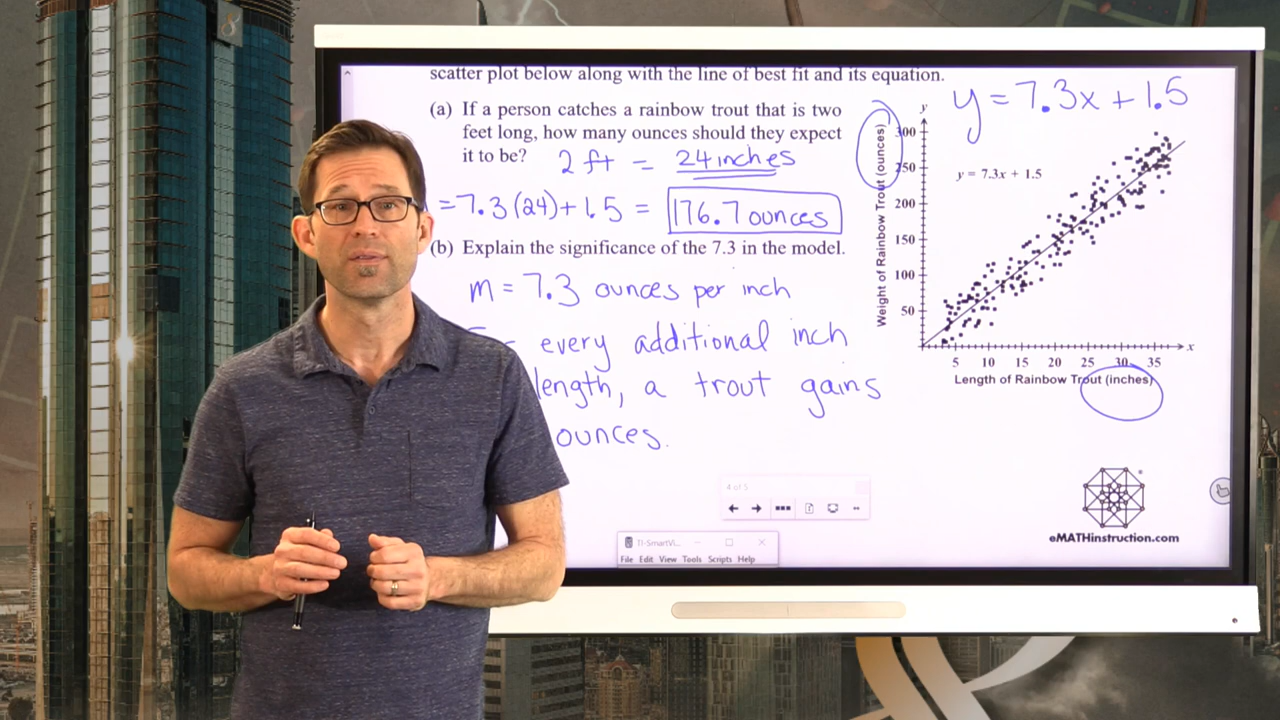 scatter plot below along with the line of best fit and its equation.
(a) If a person catches a rainbow trout that is two
feet long, how many ounces should they expect
it to be? 2 ft = 24 inches
=7.3(24)+1.5 = 176.7 ounces
(b) Explain the significance of the 7.3 in the model.
m = 7.3 ounces per inch
every additional inch
length, a trout gains
ounces.
y = 7.3x + 1.5
y
300
250
200
150
100
50
Weight of Rainbow Trout (ounces)
y = 7.3x + 1.5
x
5 10 15 20 25 30 35
Length of Rainbow Trout (inches)
4 of 5
TI-SmartVi...
File Edit View Tools Scripts Help
eMATHinstruction.com